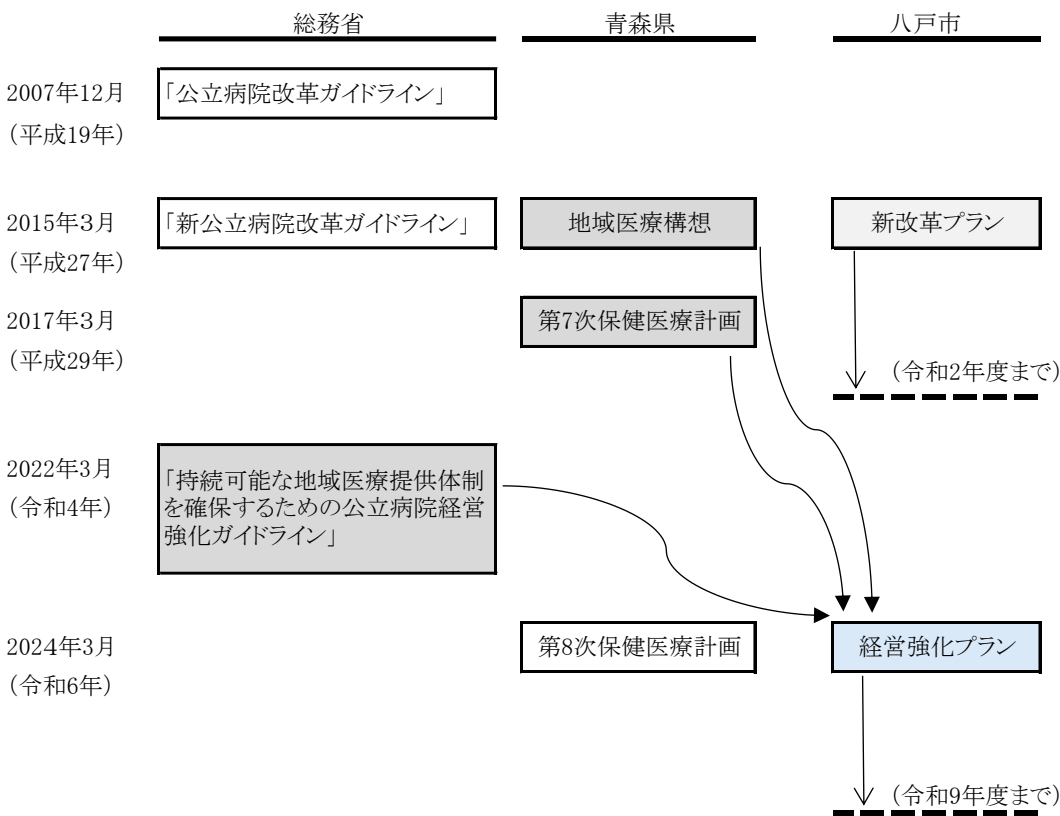 総務省 青森県 八戸市
2007年12月 「公立病院改革ガイドライン」
（平成19年）
2015年3月 「新公立病院改革ガイドライン」 地域医療構想 新改革プラン
（平成27年）
2017年3月 第7次保健医療計画
（平成29年）
（令和2年度まで）
2022年3月
（令和4年）
「持続可能な地域医療提供体制
を確保するための公立病院経営
強化ガイドライン」
2024年3月 第8次保健医療計画 経営強化プラン
（令和6年）
（令和9年度まで）